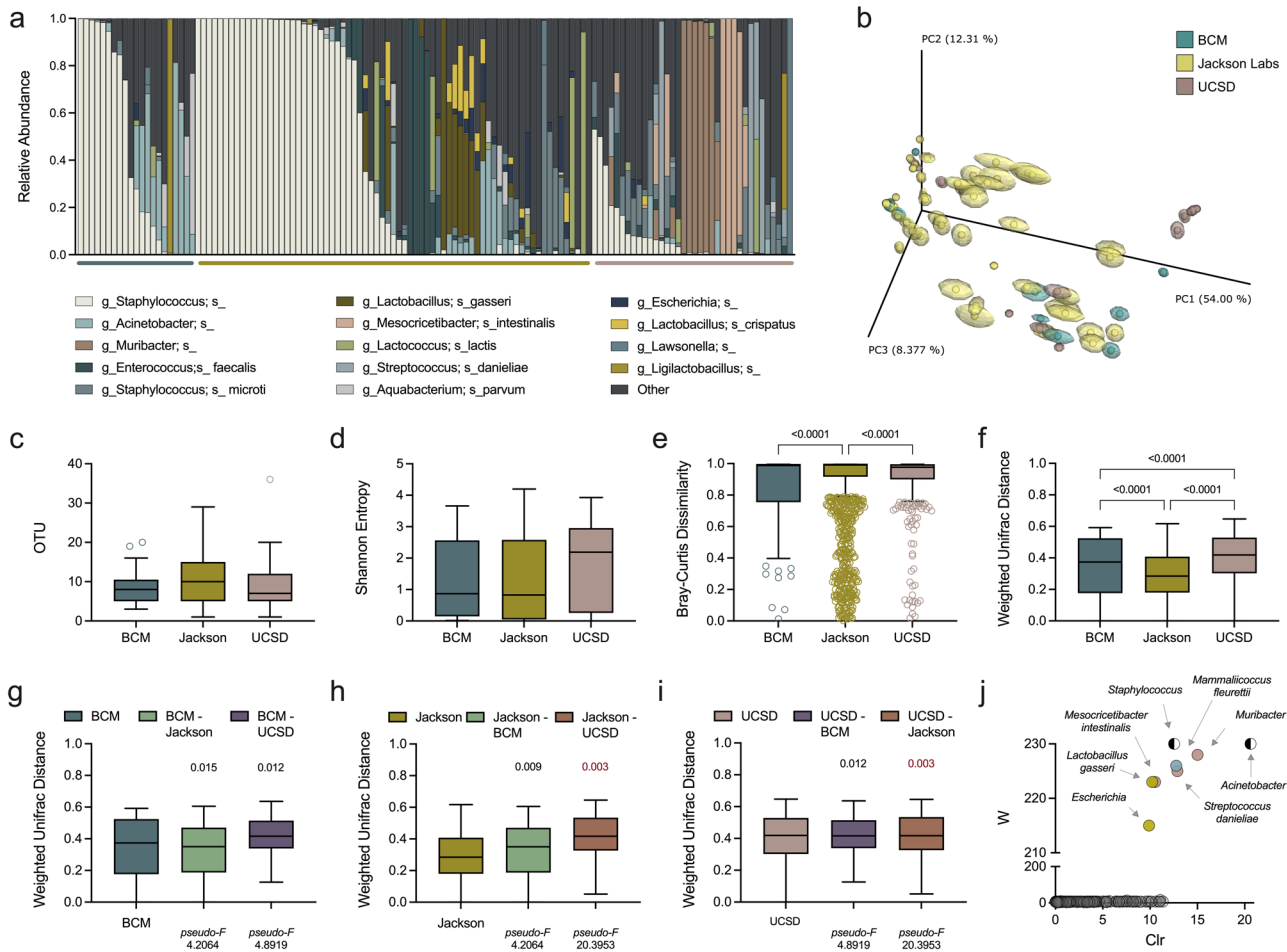 a
1.0
0.8
0.6
0.4
0.2
0.0
Relative Abundance
g_Staphylococcus; s_
g_Acinetobacter; s_
g_Muribacter; s_
g_Enterococcus;s_ faecalis
g_Staphylococcus; s_ microti
g_Lactobacillus; s_gasseri
g_Mesocricetibacter; s_intestinalis
g_Lactococcus; s_lactis
g_Streptococcus; s_danieliae
g_Aquabacterium; s_parvum
g_Escherichia; s_
g_Lactobacillus; s_crispatus
g_Lawsonella; s_
g_Ligilactobacillus; s_
Other
b
PC2 (12.31 %)
BCM
Jackson Labs
UCSD
PC1 (54.00 %)
PC3 (8.377 %)
c
40
30
20
10
0
OTU
BCM
Jackson
UCSD
d
5
4
3
2
1
0
Shannon Entropy
BCM
Jackson
UCSD
e
<0.0001
<0.0001
1.0
0.8
0.6
0.4
0.2
0.0
Bray-Curtis Dissimilarity
BCM
Jackson
UCSD
f
<0.0001
<0.0001
<0.0001
1.0
0.8
0.6
0.4
0.2
0.0
Weighted Unifrac Distance
BCM
Jackson
UCSD
g
BCM
BCM -
Jackson
BCM -
UCSD
1.0
0.8
0.6
0.4
0.2
0.0
Weighted Unifrac Distance
0.015
0.012
BCM
pseudo-F
4.2064
pseudo-F
4.8919
h
Jackson
Jackson -
BCM
Jackson -
UCSD
1.0
0.8
0.6
0.4
0.2
0.0
Weighted Unifrac Distance
0.009
0.003
Jackson
pseudo-F
4.2064
pseudo-F
20.3953
i
UCSD
UCSD -
BCM
UCSD -
Jackson
1.0
0.8
0.6
0.4
0.2
0.0
Weighted Unifrac Distance
0.012
0.003
UCSD
pseudo-F
4.8919
pseudo-F
20.3953
j
Staphylococcus
Mammaliicoccus
fleurettii
Mesocricetibacter
intestinalis
Muribacter
Lactobacillus
gasseri
Acinetobacter
Escherichia
Streptococcus
danieliae
230
220
210
200
0
W
0
5
10
15
20
Clr